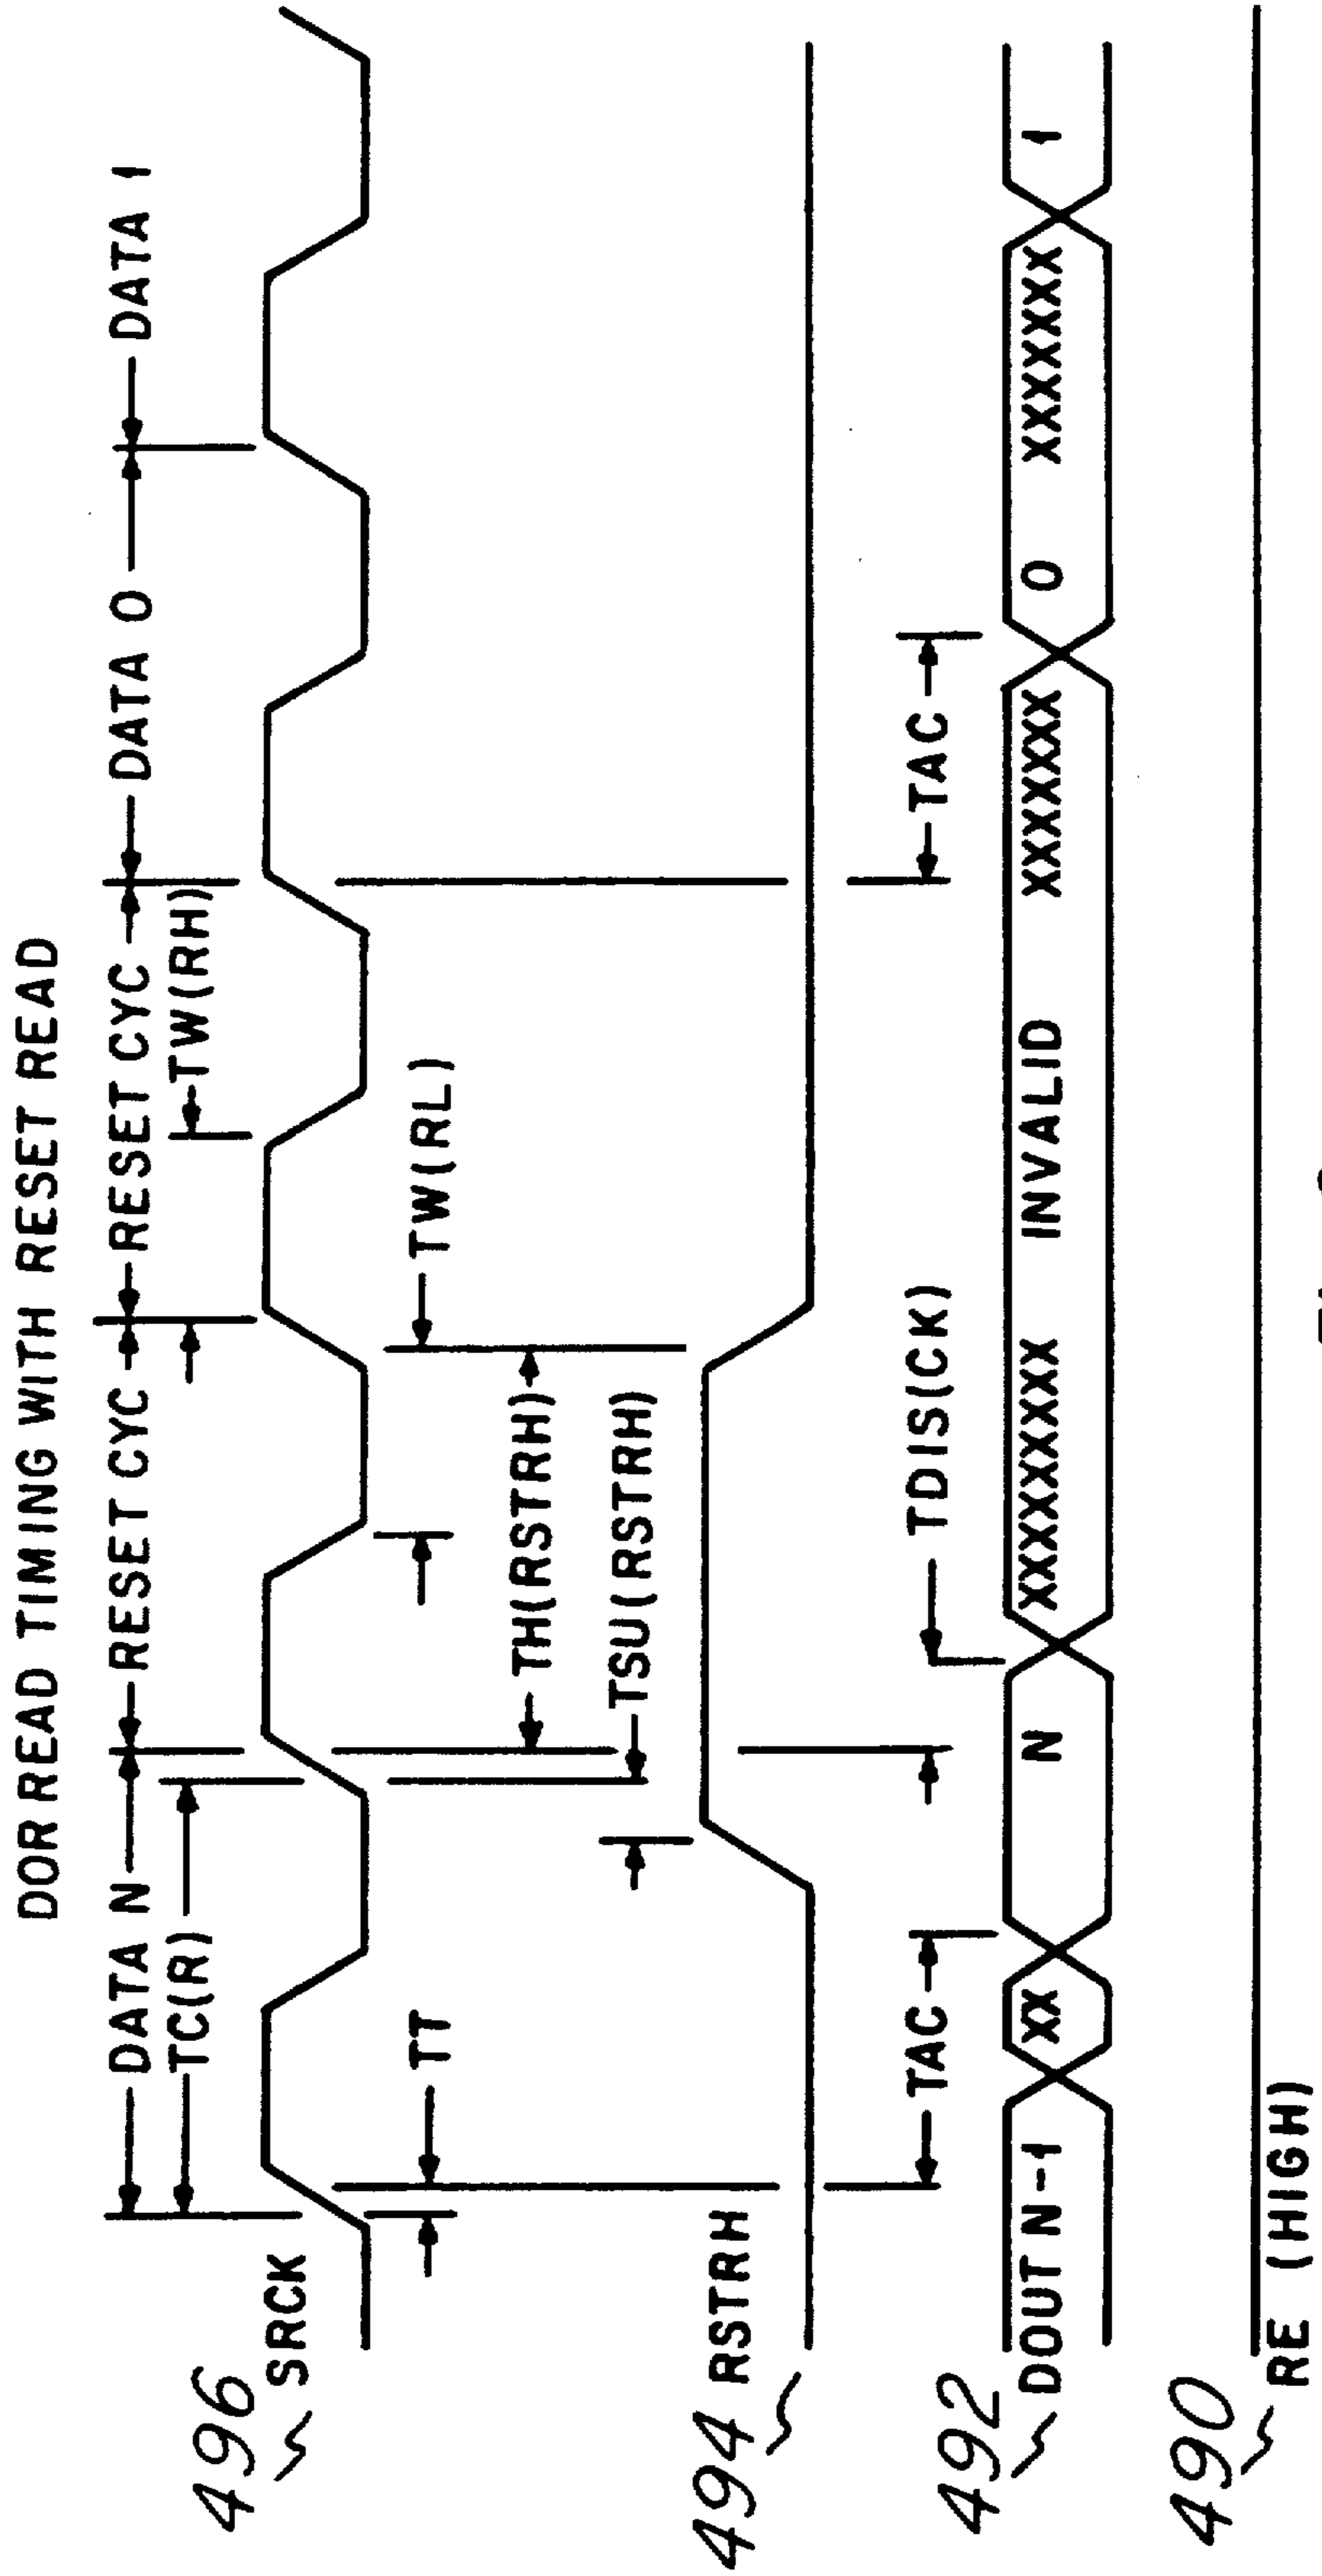 DOR READ TIMING WITH RESET READ
DATA N RESET CYC RESET CYC DATA 0 DATA 1
TC(R) TW(RH)
496
SRCK
TT TW(RL)
TH(RSTRH)
TSU(RSTRH)
494 RSTRH
TAC TDIS(CK) TAC
492
DOUT N-1 XX N XXXXXXXXX INVALID XXXXXXX 0 XXXXXXX 1
490
RE (HIGH)